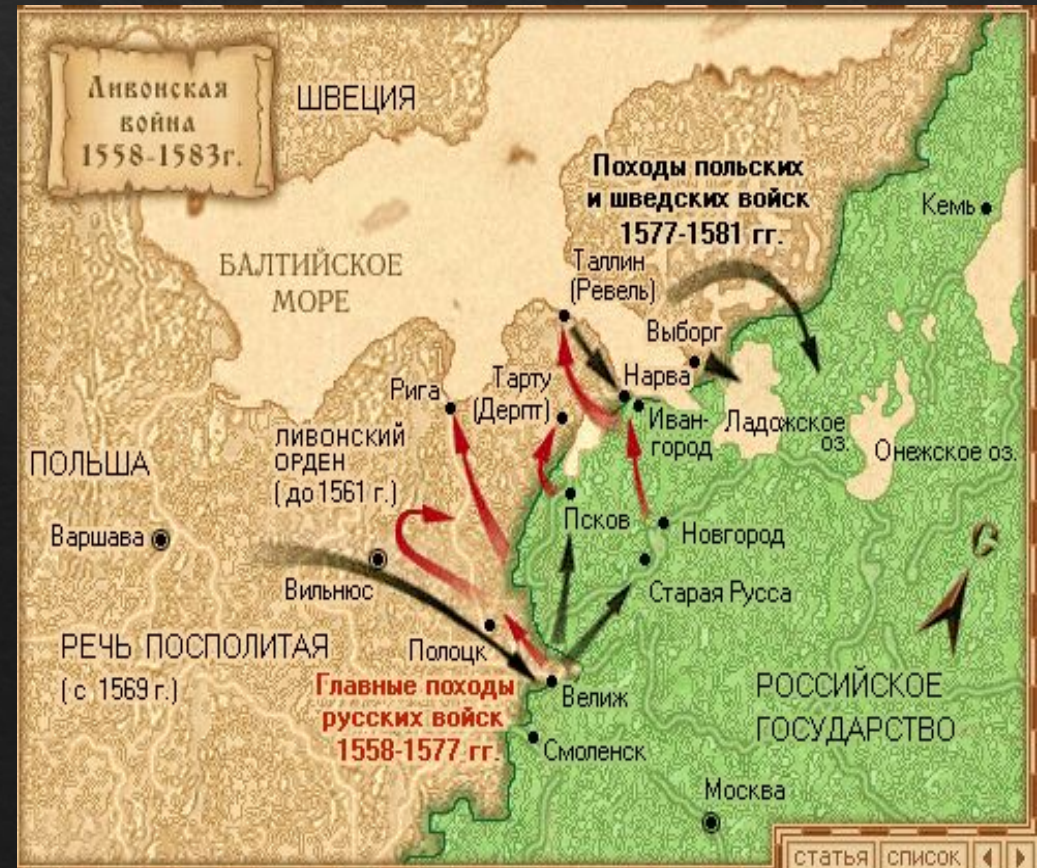 Ливонская
война
1558-1583г.
ШВЕЦИЯ
Походы польских
и шведских войск
1577-1581 гг.
Кемь
БАЛТИЙСКОЕ
МОРЕ
Таллин
(Ревель)
Выборг
Рига
Тарту
(Дерпт)
Нарва
Иван-
город
Ладожское
оз.
Онежское оз.
ЛИВОНСКИЙ
ОРДЕН
(до 1561 г.)
ПОЛЬША
Варшава
Псков
Новгород
С
Вильнюс
Старая Русса
РЕЧЬ ПОСПОЛИТАЯ
(с 1569 г.)
Полоцк
Главные походы
русских войск
1558-1577 гг.
Велиж
РОССИЙСКОЕ
ГОСУДАРСТВО
Смоленск
Москва
статья список